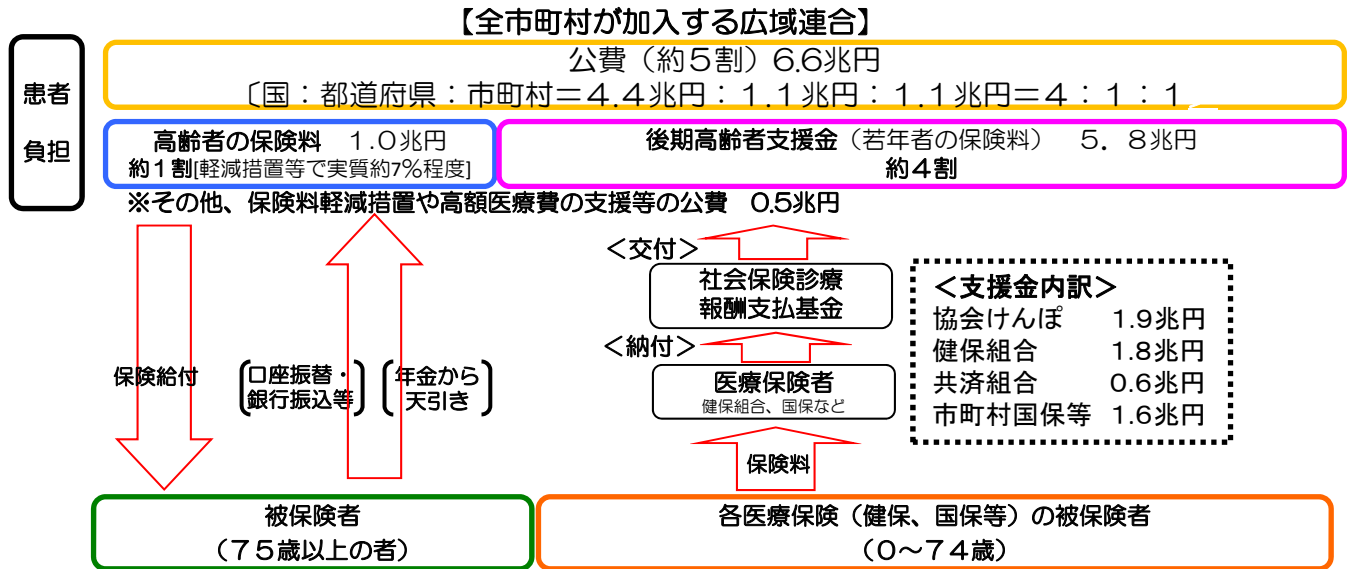 【全市町村が加入する広域連合】
患者
負担
公費（約５割）６.６兆円
〔国：都道府県：市町村＝４.４兆円：１.１兆円：１.１兆円＝４：１：１
高齢者の保険料　１.０兆円
約１割[軽減措置等で実質約7％程度]
後期高齢者支援金（若年者の保険料）　５．８兆円
約４割
※その他、保険料軽減措置や高額医療費の支援等の公費　０.５兆円
＜交付＞
社会保険診療
報酬支払基金
＜納付＞
医療保険者
健保組合、国保など
保険料
＜支援金内訳＞
協会けんぽ　1.9兆円
健保組合　1.8兆円
共済組合　0.6兆円
市町村国保等　1.6兆円
保険給付
口座振替・
銀行振込等
年金から
天引き
被保険者
（７５歳以上の者）
各医療保険（健保、国保等）の被保険者
（０～７４歳）